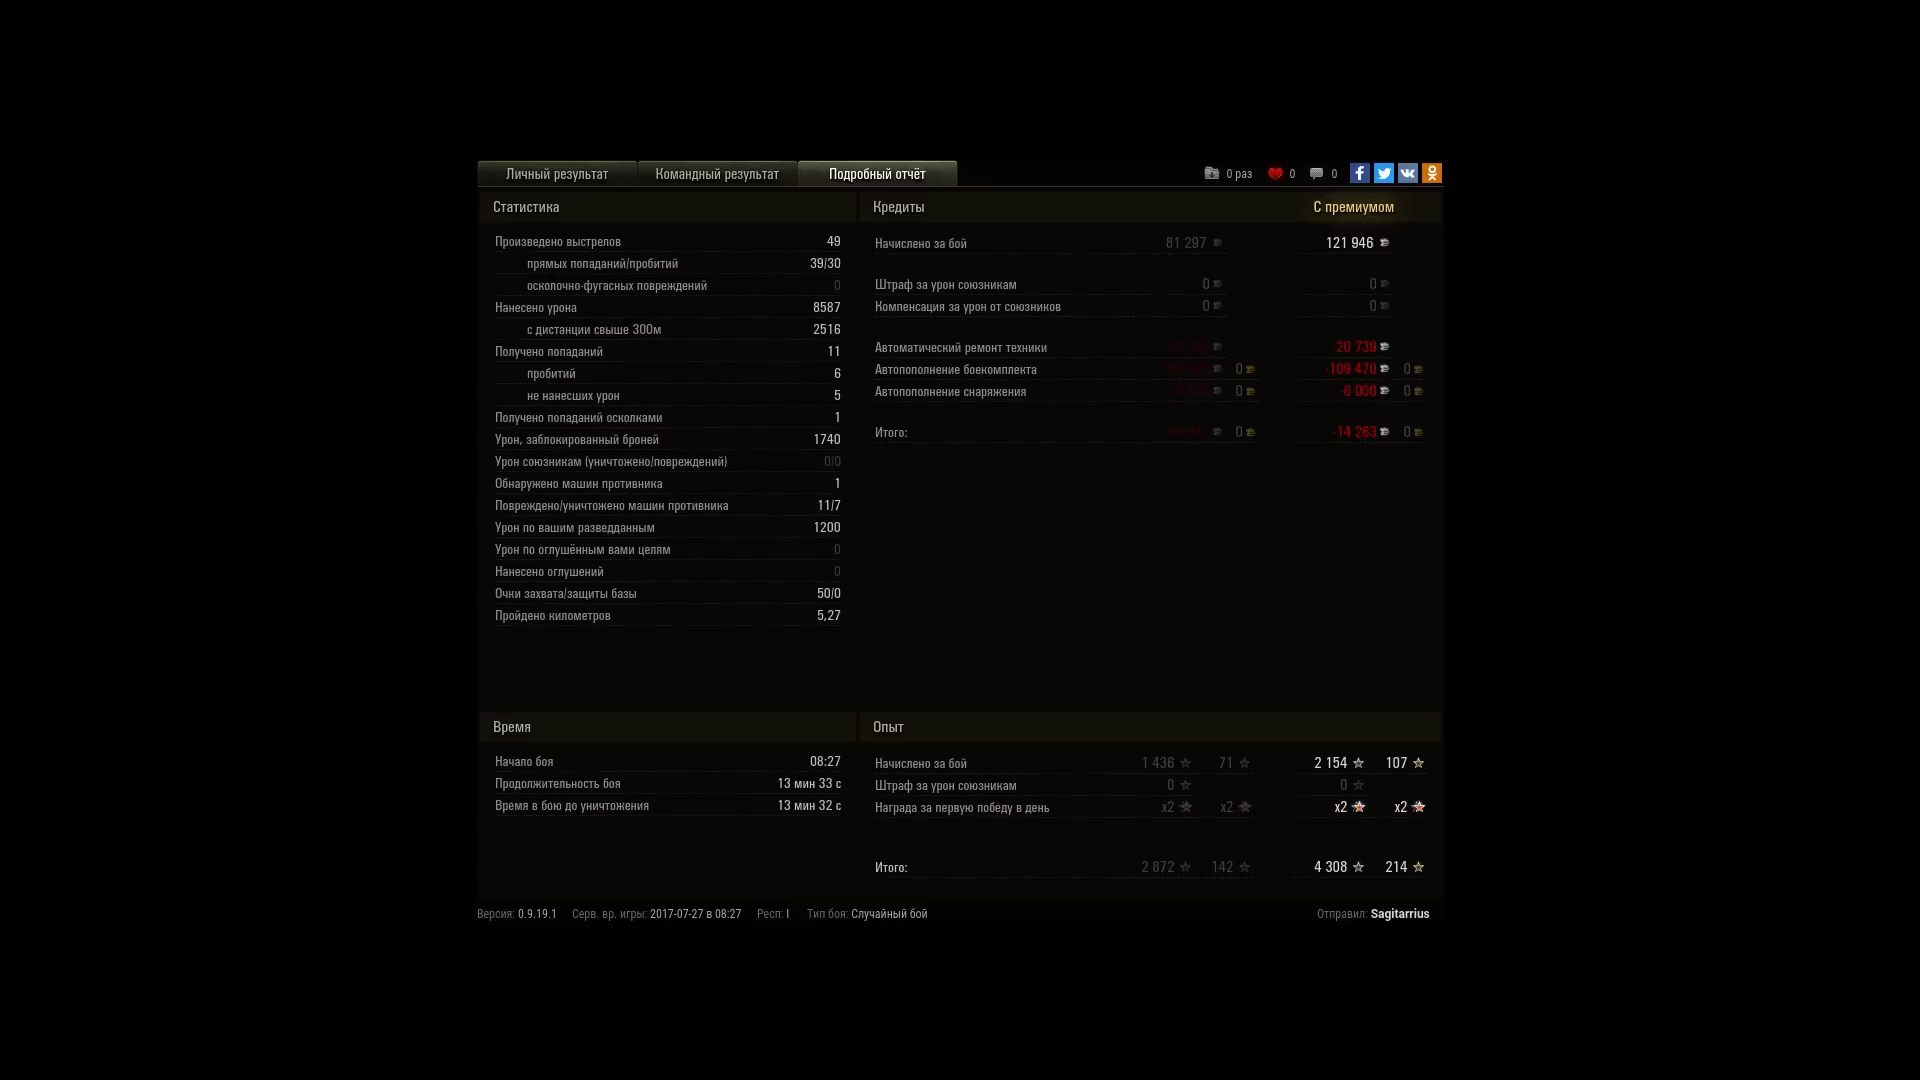 Личный результат Командный результат Подробный отчёт 0 раз 0 0
Статистика
Произведено выстрелов 49
прямых попаданий/пробитий 39/30
осколочно-фугасных повреждений 0
Нанесено урона 8587
с дистанции свыше 300м 2516
Получено попаданий 11
пробитий 6
не нанесших урон 5
Получено попаданий осколками 1
Урон, заблокированный броней 1740
Урон союзникам (уничтожено/повреждений) 0/0
Обнаружено машин противника 1
Повреждено/уничтожено машин противника 11/7
Урон по вашим разведданным 1200
Урон по оглушённым вами целям 0
Нанесено оглушений 0
Очки захвата/защиты базы 50/0
Пройдено километров 5,27
Кредиты С премиумом
Начислено за бой 81 297 121 946
Штраф за урон союзникам 0 0
Компенсация за урон от союзников 0 0
Автоматический ремонт техники -20 739
Автопополнение боекомплекта 0 -109 470 0
Автопополнение снаряжения 0 -6 000 0
Итого: 0 -14 263 0
Время
Начало боя 08:27
Продолжительность боя 13 мин 33 с
Время в бою до уничтожения 13 мин 32 с
Опыт
Начислено за бой 1 436 71 2 154 107
Штраф за урон союзникам 0 0
Награда за первую победу в день x2 x2 x2 x2
Итого: 2 872 142 4 308 214
Версия: 0.9.19.1 Серв. вр. игры: 2017-07-27 в 08:27 Респ: I Тип боя: Случайный бой Отправил: Sagitarrius